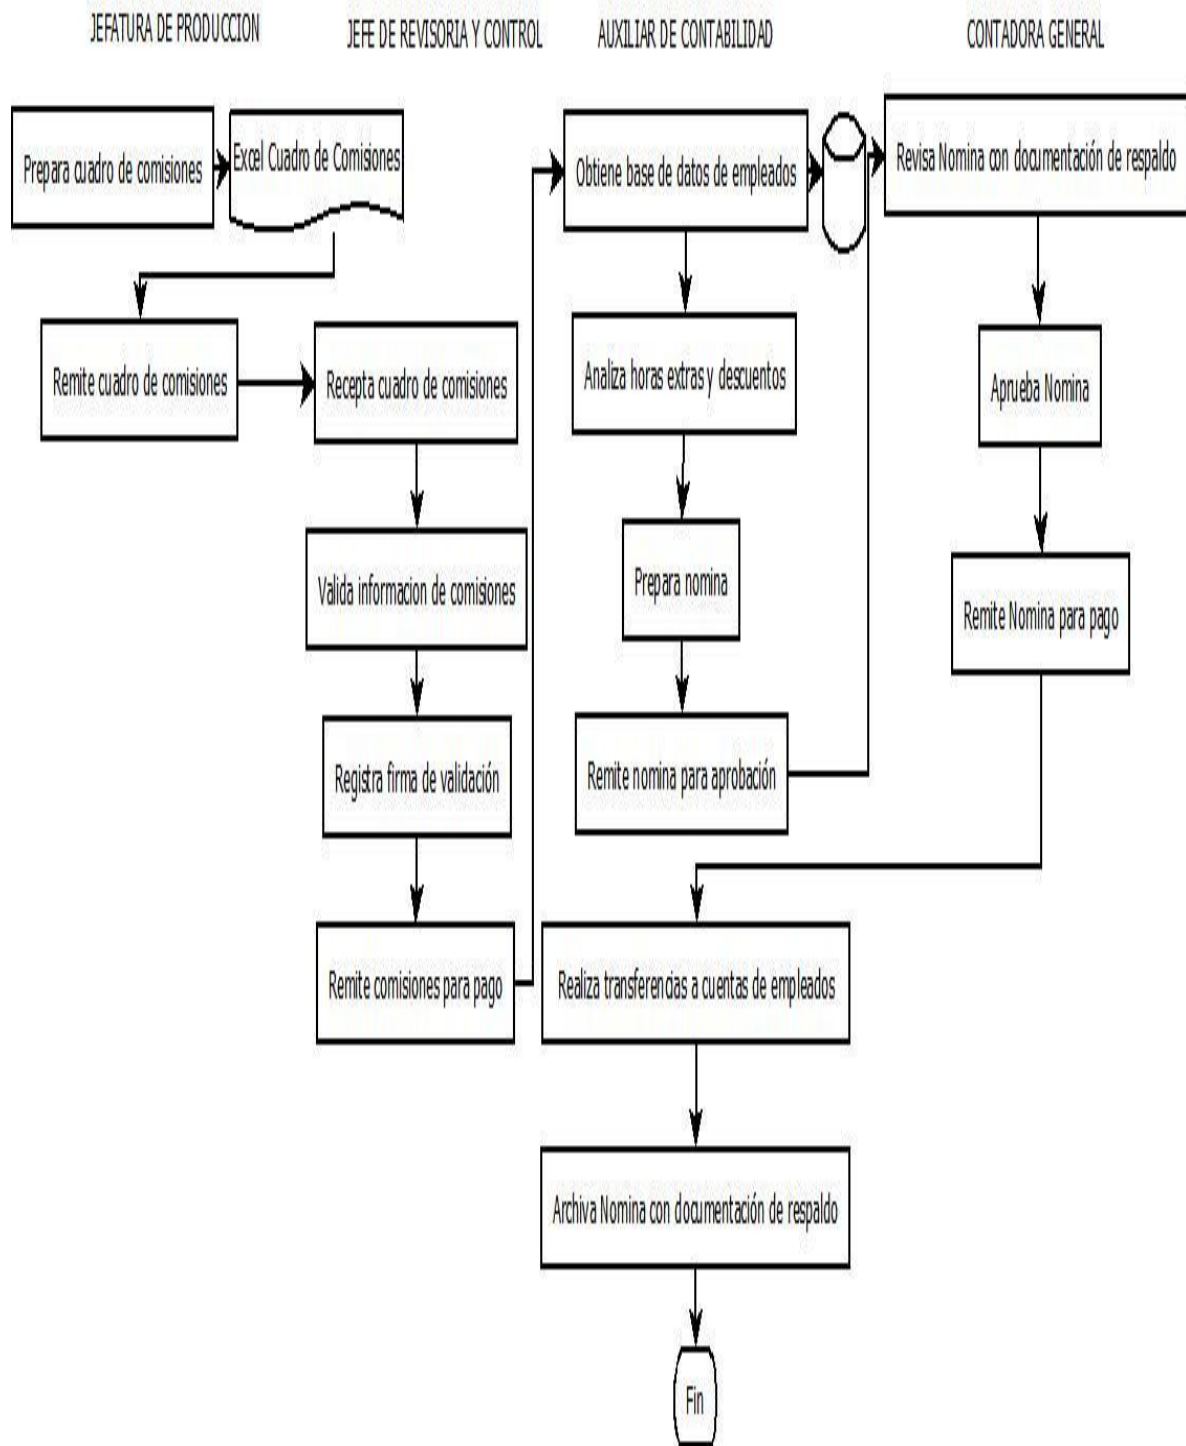 JEFATURA DE PRODUCCION
JEFE DE REVISORIA Y CONTROL
AUXILIAR DE CONTABILIDAD
CONTADORA GENERAL
Prepara cuadro de comisiones
Excel Cuadro de Comisiones
Obtiene base de datos de empleados
Revisa Nomina con documentación de respaldo
Remite cuadro de comisiones
Recepta cuadro de comisiones
Analiza horas extras y descuentos
Aprueba Nomina
Valida informacion de comisiones
Prepara nomina
Remite Nomina para pago
Registra firma de validación
Remite nomina para aprobación
Remite comisiones para pago
Realiza transferencias a cuentas de empleados
Archiva Nomina con documentación de respaldo
Fin